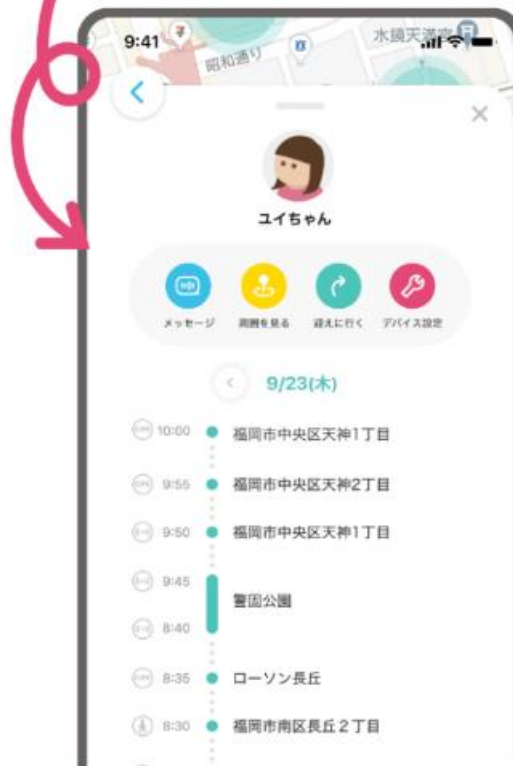 9:41
昭和通り
水鏡天満宮
ユイちゃん
メッセージ 周囲を見る 迎えに行く デバイス設定
9/23(木)
10:00 福岡市中央区天神1丁目
9:55 福岡市中央区天神2丁目
9:50 福岡市中央区天神1丁目
9:45
警固公園
8:40
8:35 ローソン長丘
8:30 福岡市南区長丘2丁目